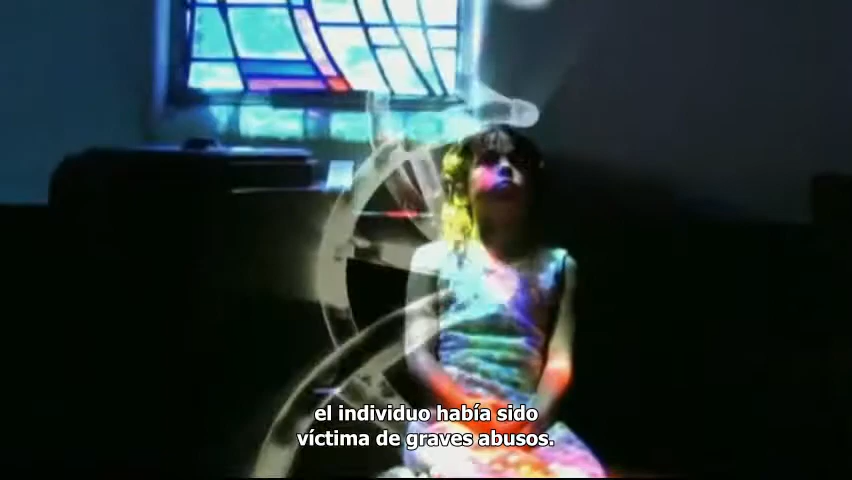 el individuo había sido
víctima de graves abusos.